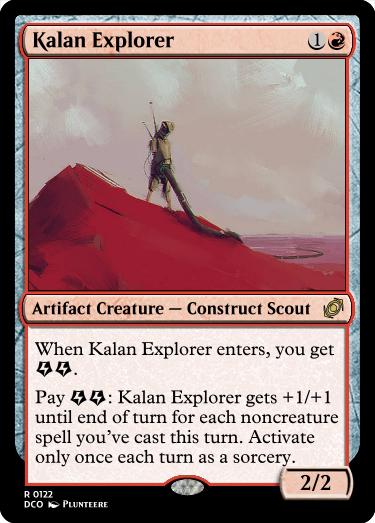 Kalan Explorer 1
Artifact Creature — Construct Scout
When Kalan Explorer enters, you get
.
Pay : Kalan Explorer gets +1/+1
until end of turn for each noncreature
spell you've cast this turn. Activate
only once each turn as a sorcery.
2/2
R 0122
DCO Plunteere